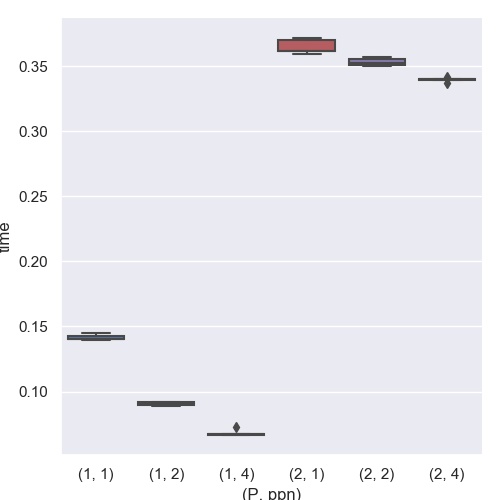 0.35
0.30
0.25
0.20
0.15
0.10
time
(1, 1) (1, 2) (1, 4) (2, 1) (2, 2) (2, 4)
(P, ppn)